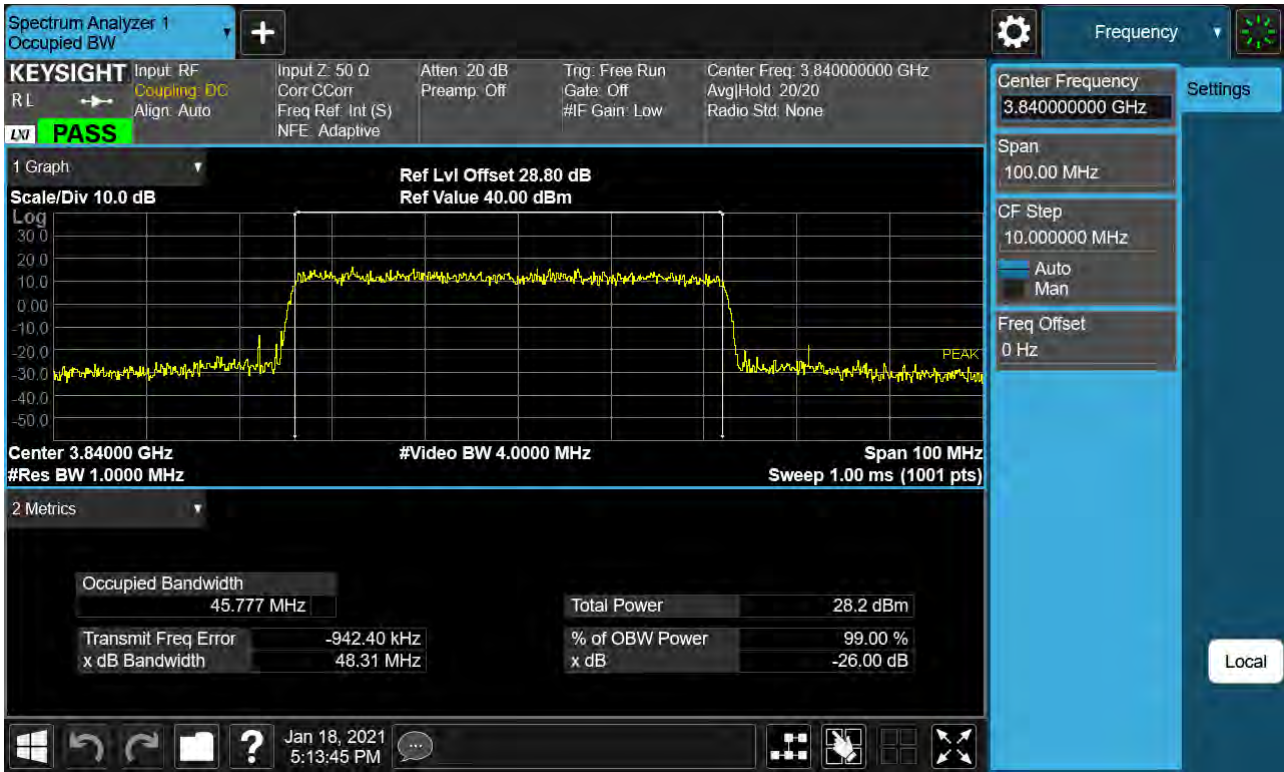 Spectrum Analyzer 1
Occupied BW
+
Frequency
KEYSIGHT
RL
LXI
PASS
Input: RF
Coupling: DC
Align: Auto
Input Z: 50 Ω
Corr CCorr
Freq Ref: Int (S)
NFE: Adaptive
Atten: 20 dB
Preamp: Off
Trig: Free Run
Gate: Off
#IF Gain: Low
Center Freq: 3.840000000 GHz
Avg|Hold: 20/20
Radio Std: None
Center Frequency
3.840000000 GHz
Settings
Span
100.00 MHz
CF Step
10.000000 MHz
Auto
Man
Freq Offset
0 Hz
1 Graph
Scale/Div 10.0 dB
Ref Lvl Offset 28.80 dB
Ref Value 40.00 dBm
Log
30.0
20.0
10.0
0.00
-10.0
-20.0
-30.0
-40.0
-50.0
PEAK
Center 3.84000 GHz
#Res BW 1.0000 MHz
#Video BW 4.0000 MHz
Span 100 MHz
Sweep 1.00 ms (1001 pts)
2 Metrics
Occupied Bandwidth
45.777 MHz
Transmit Freq Error -942.40 kHz
x dB Bandwidth 48.31 MHz
Total Power 28.2 dBm
% of OBW Power 99.00 %
x dB -26.00 dB
Local
?
Jan 18, 2021
5:13:45 PM